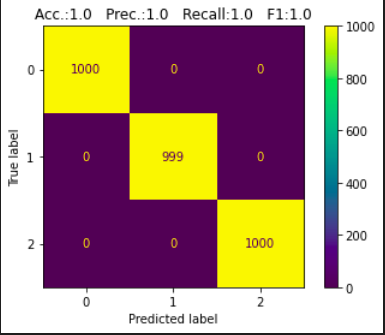 Acc.:1.0 Prec.:1.0 Recall:1.0 F1:1.0
1000
0 1000 0 0 800
True label 1 0 999 0 600
400
2 0 0 1000 200
0
0 1 2
Predicted label